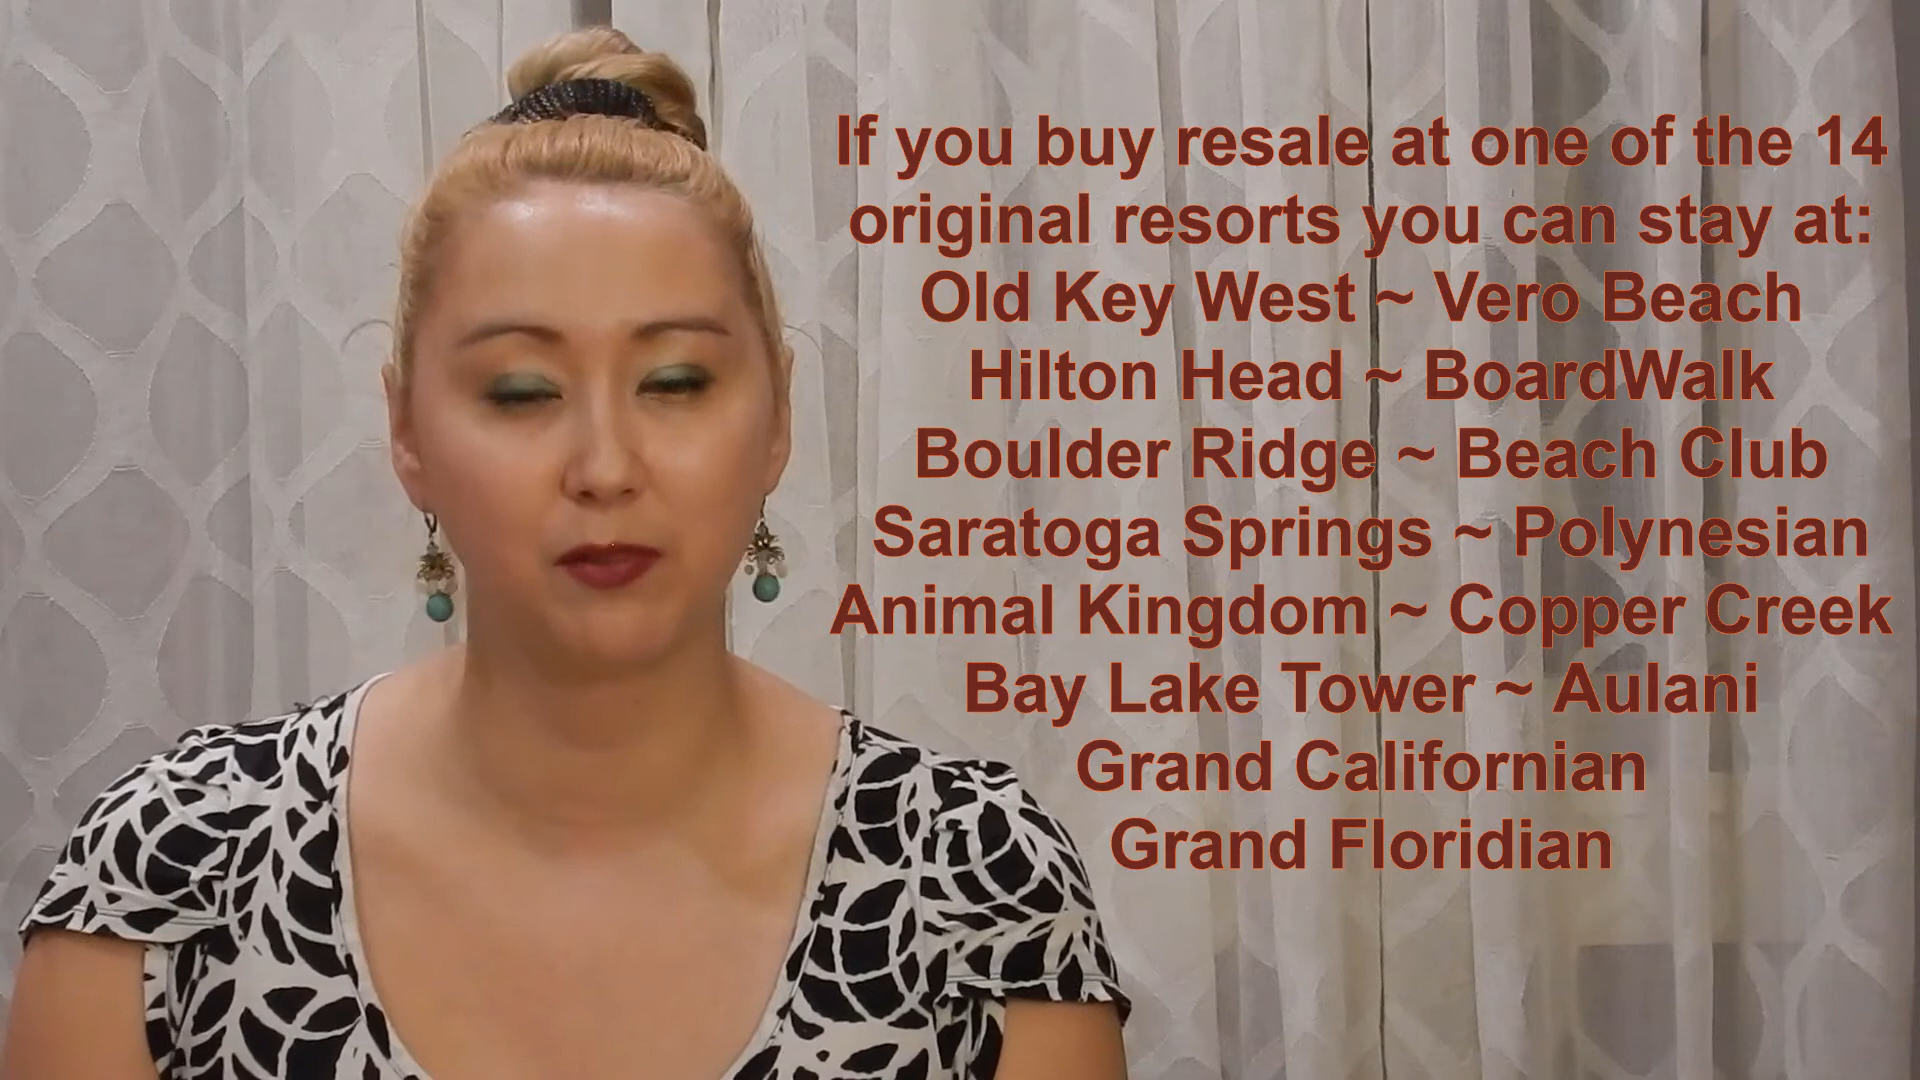 If you buy resale at one of the 14
original resorts you can stay at:
Old Key West ~ Vero Beach
Hilton Head ~ BoardWalk
Boulder Ridge ~ Beach Club
Saratoga Springs ~ Polynesian
Animal Kingdom ~ Copper Creek
Bay Lake Tower ~ Aulani
Grand Californian
Grand Floridian